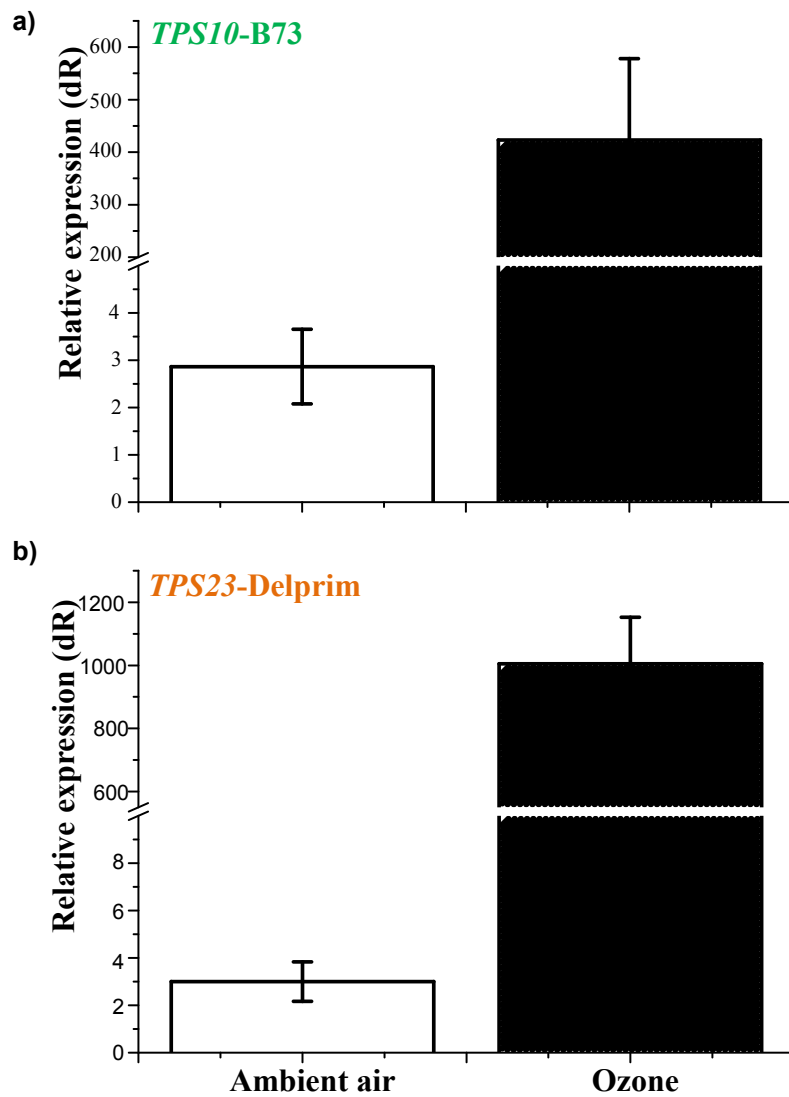 a)
TPS10-B73
Relative expression (dR)
600
500
400
300
200
4
3
2
1
0
b)
TPS23-Delprim
Relative expression (dR)
1200
1000
800
600
8
6
4
2
0
Ambient air
Ozone